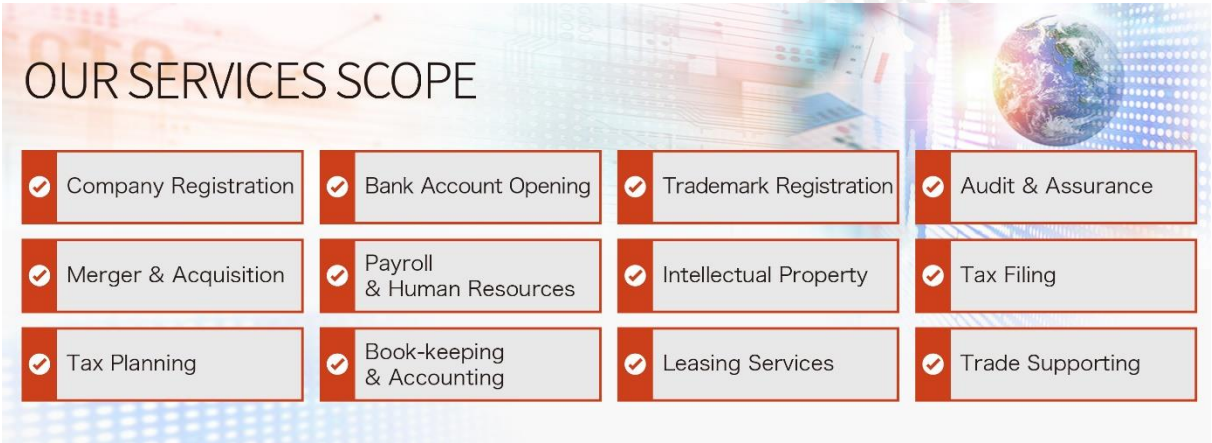 OUR SERVICES SCOPE
Company Registration
Bank Account Opening
Trademark Registration
Audit & Assurance
Merger & Acquisition
Payroll
& Human Resources
Intellectual Property
Tax Filing
Tax Planning
Book-keeping
& Accounting
Leasing Services
Trade Supporting